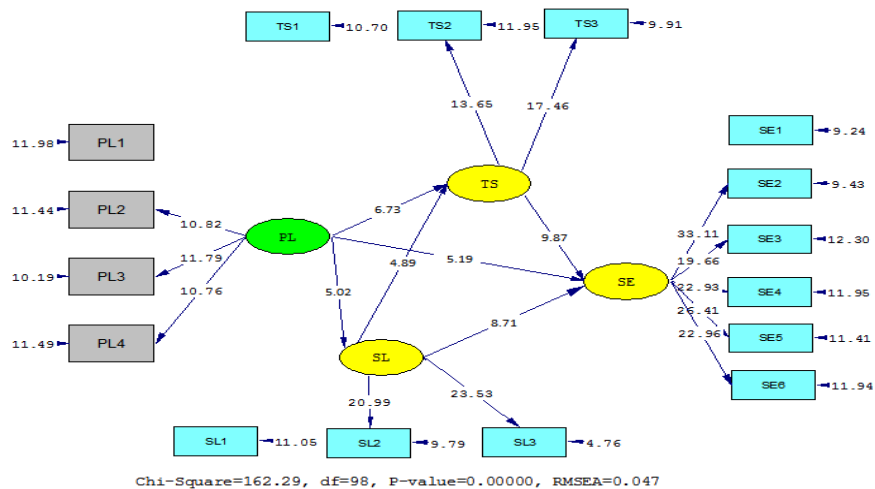 TS1 10.70 TS2 11.95 TS3 9.91
13.65 17.46
11.98 PL1
SE1 9.24
11.44 PL2
SE2 9.43
10.82
TS
6.73
PL
33.11
11.79
9.87
SE3 12.30
5.19
19.66
10.19 PL3
4.89
10.76
5.02
SE
22.93
SE4 11.95
26.41
8.71
22.96
SE5 11.41
11.49 PL4
SL
SE6 11.94
20.99 23.53
SL1 11.05 SL2 9.79 SL3 4.76
Chi-Square=162.29, df=98, P-value=0.00000, RMSEA=0.047